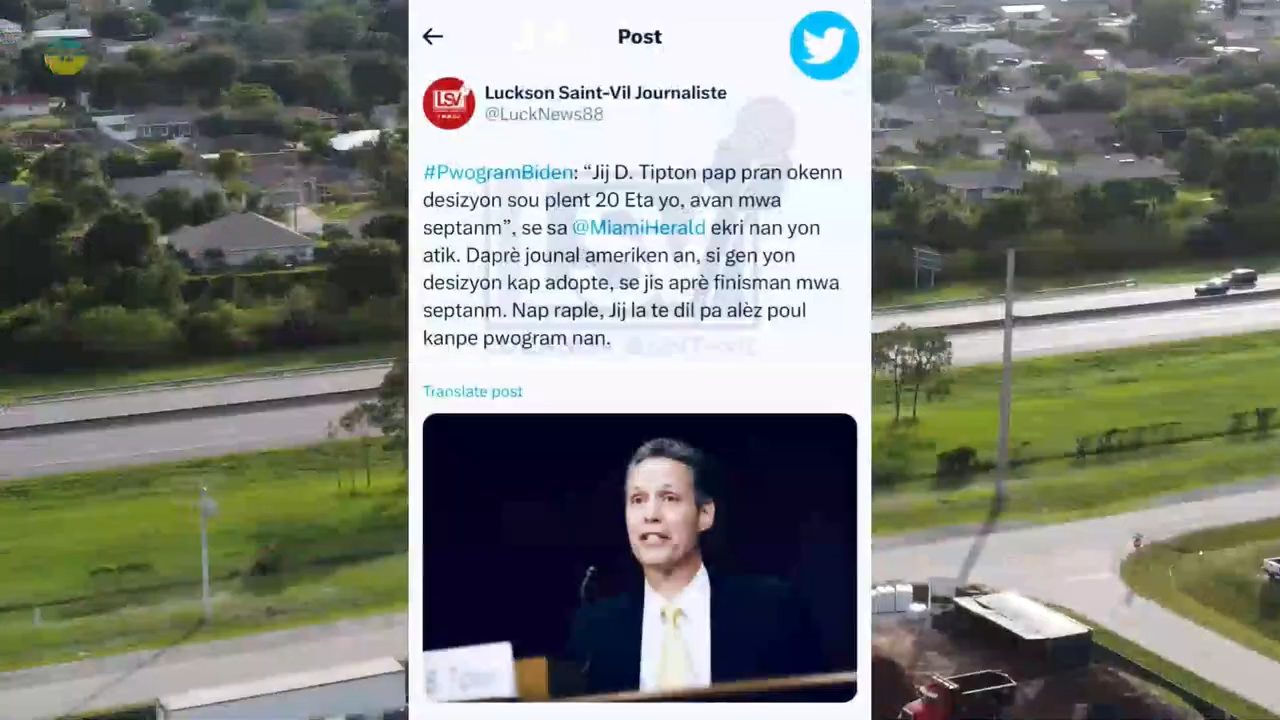 Post
LSV
Luckson Saint-Vil Journaliste
@LuckNews88
#PwogramBiden: “Jij D. Tipton pap pran okenn
desizyon sou plent 20 Eta yo, avan mwa
septanm”, se sa @MiamiHerald ekri nan yon
atik. Daprè jounal ameriken an, si gen yon
desizyon kap adopte, se jis aprè finisman mwa
septanm. Nap raple, Jij la te dil pa alèz poul
kanpe pwogram nan.
Translate post